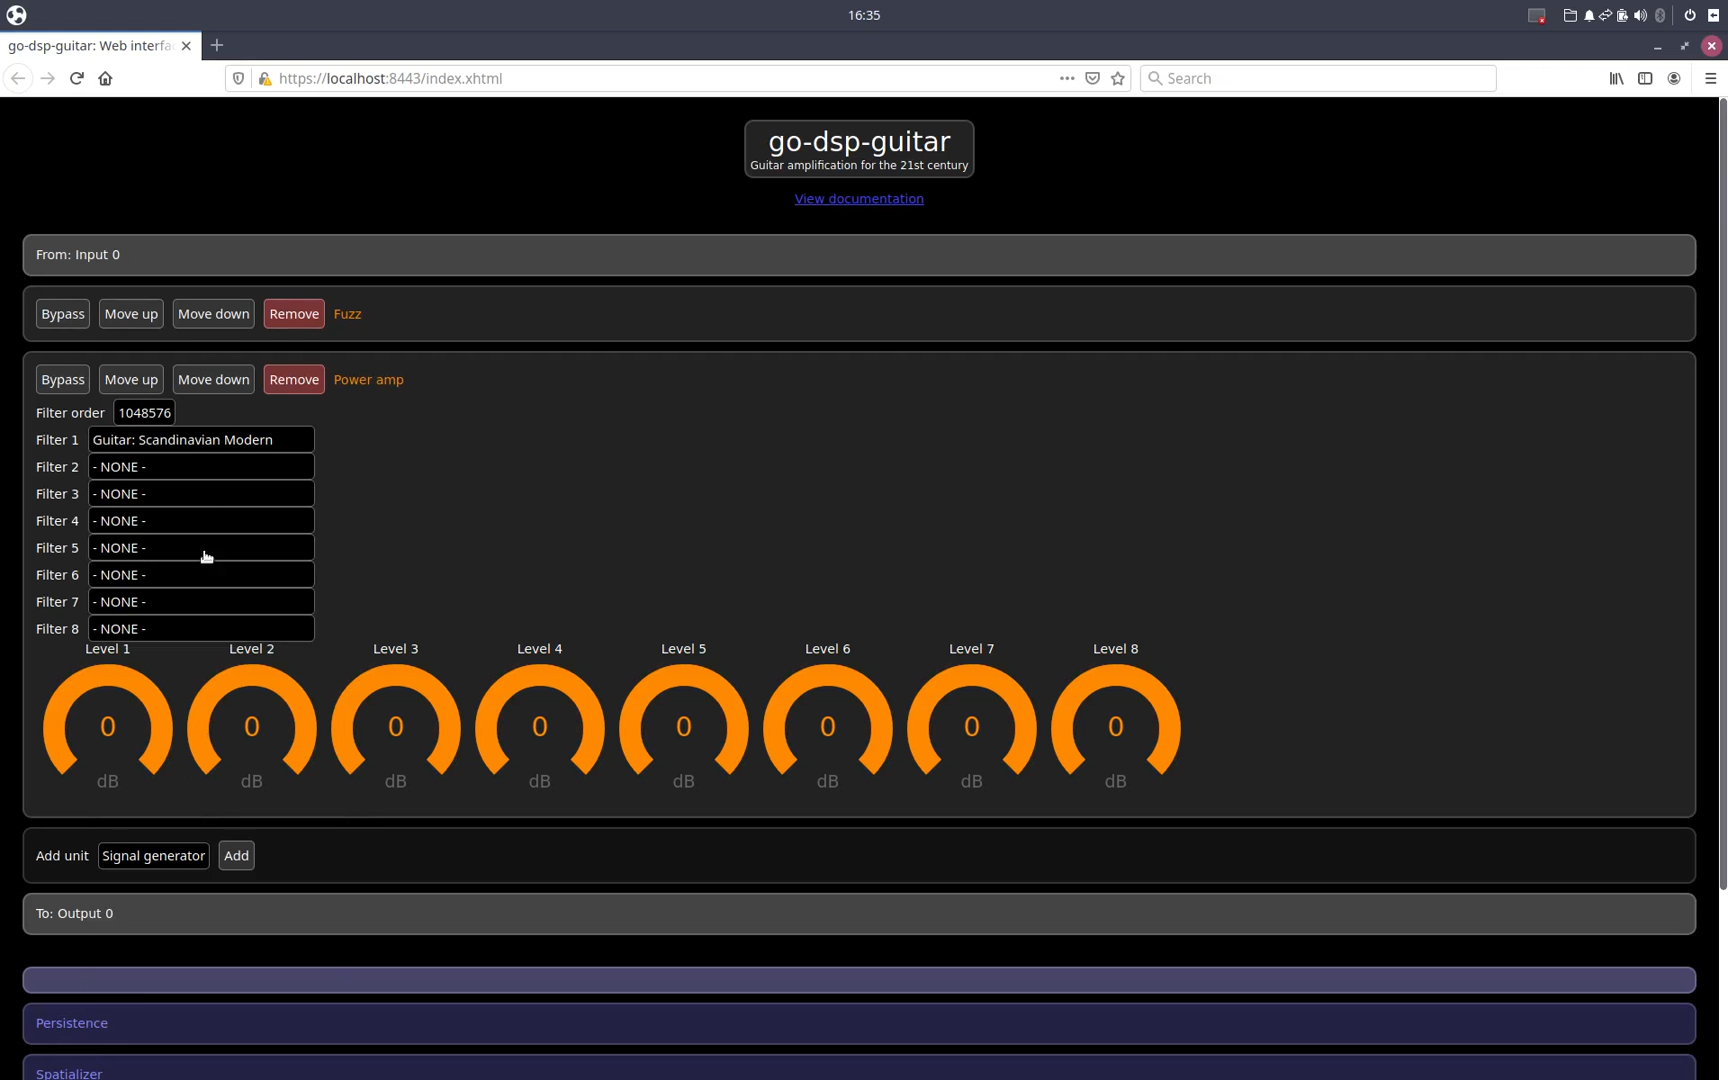 16:35
go-dsp-guitar: Web interfa
https://localhost:8443/index.xhtml
Search
go-dsp-guitar
Guitar amplification for the 21st century
View documentation
From: Input 0
Bypass Move up Move down Remove Fuzz
Bypass Move up Move down Remove Power amp
Filter order 1048576
Filter 1 Guitar: Scandinavian Modern
Filter 2 - NONE -
Filter 3 - NONE -
Filter 4 - NONE -
Filter 5 - NONE -
Filter 6 - NONE -
Filter 7 - NONE -
Filter 8 - NONE -
Level 1 Level 2 Level 3 Level 4 Level 5 Level 6 Level 7 Level 8
0 0 0 0 0 0 0 0
dB dB dB dB dB dB dB dB
Add unit Signal generator Add
To: Output 0
Persistence
Spatializer